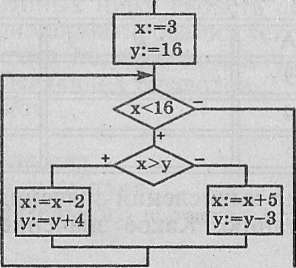 x:=3
y:=16
x<16
−
+
+
x>y
−
x:=x-2
y:=y+4
x:=x+5
y:=y-3